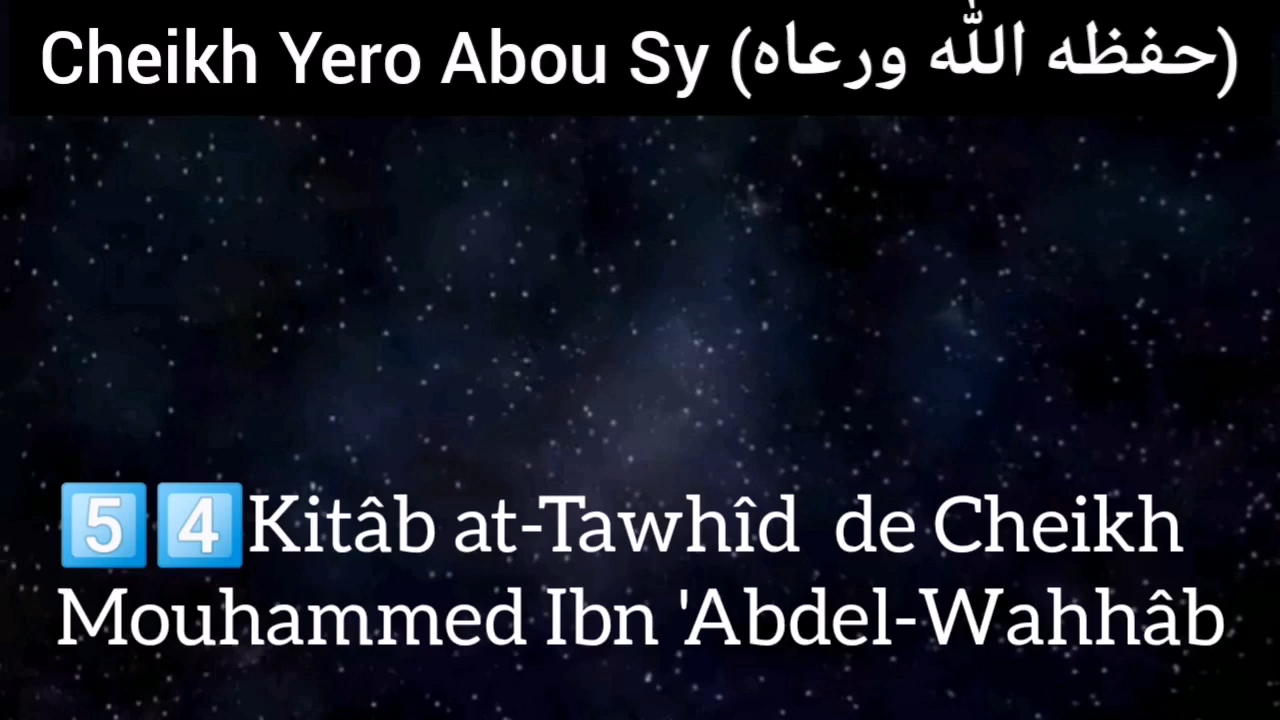 Cheikh Yero Abou Sy (حفظه الله ورعاه)
5️⃣4️⃣Kitâb at-Tawhîd de Cheikh
Mouhammed Ibn 'Abdel-Wahhâb